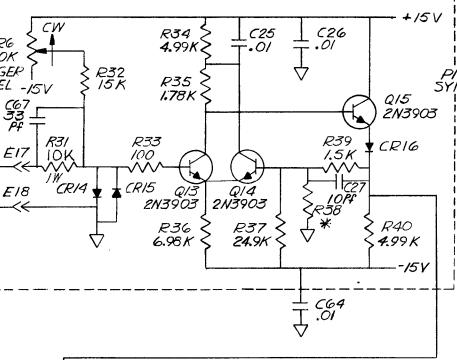 CW
R34
4.99K
C25
.01
C26
.01
+15V
R6
0K
GER
EL
-15V
R32
15K
R35
1.78K
Q15
2N3903
C67
33
Pf
E17
R31
10K
1W
R33
100
R39
1.5K
CR16
CR14
CR15
E18
Q13
2N3903
Q14
2N3903
C27
10Pf
R38
*
R36
6.98K
R37
24.9K
R40
4.99K
-15V
C64
.01